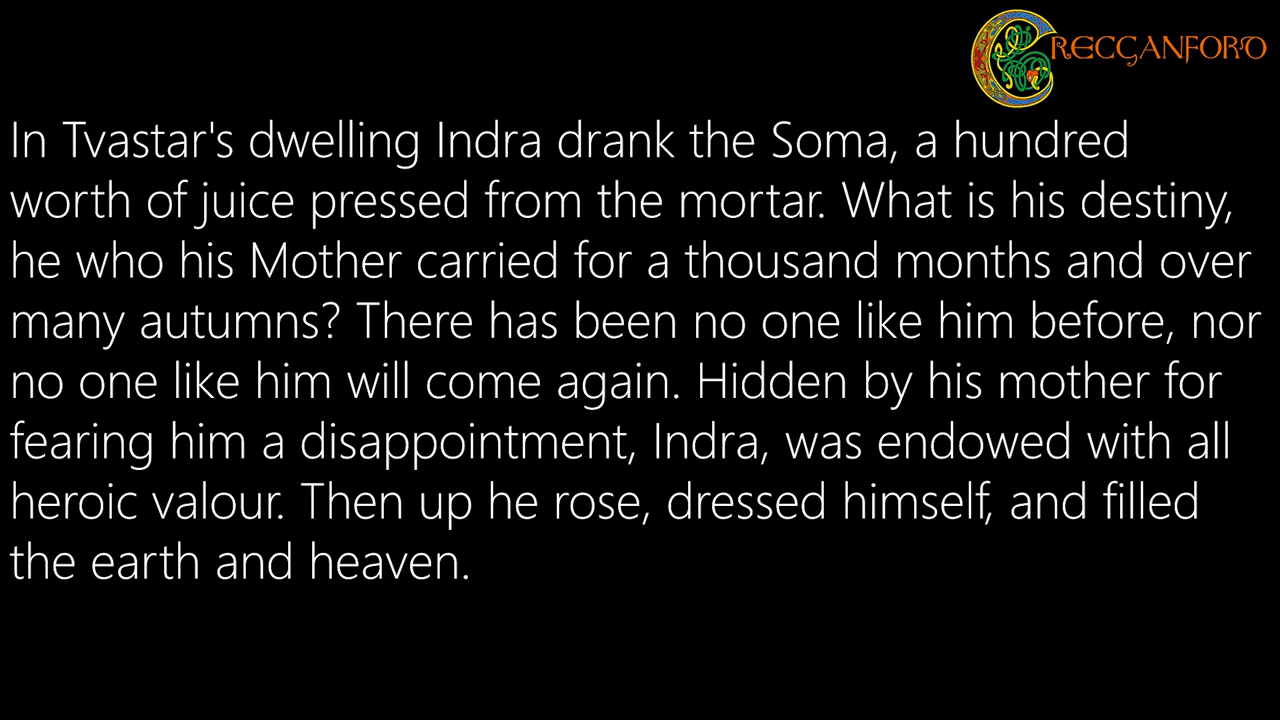 CRECGANFORD
In Tvastar's dwelling Indra drank the Soma, a hundred
worth of juice pressed from the mortar. What is his destiny,
he who his Mother carried for a thousand months and over
many autumns? There has been no one like him before, nor
no one like him will come again. Hidden by his mother for
fearing him a disappointment, Indra, was endowed with all
heroic valour. Then up he rose, dressed himself, and filled
the earth and heaven.